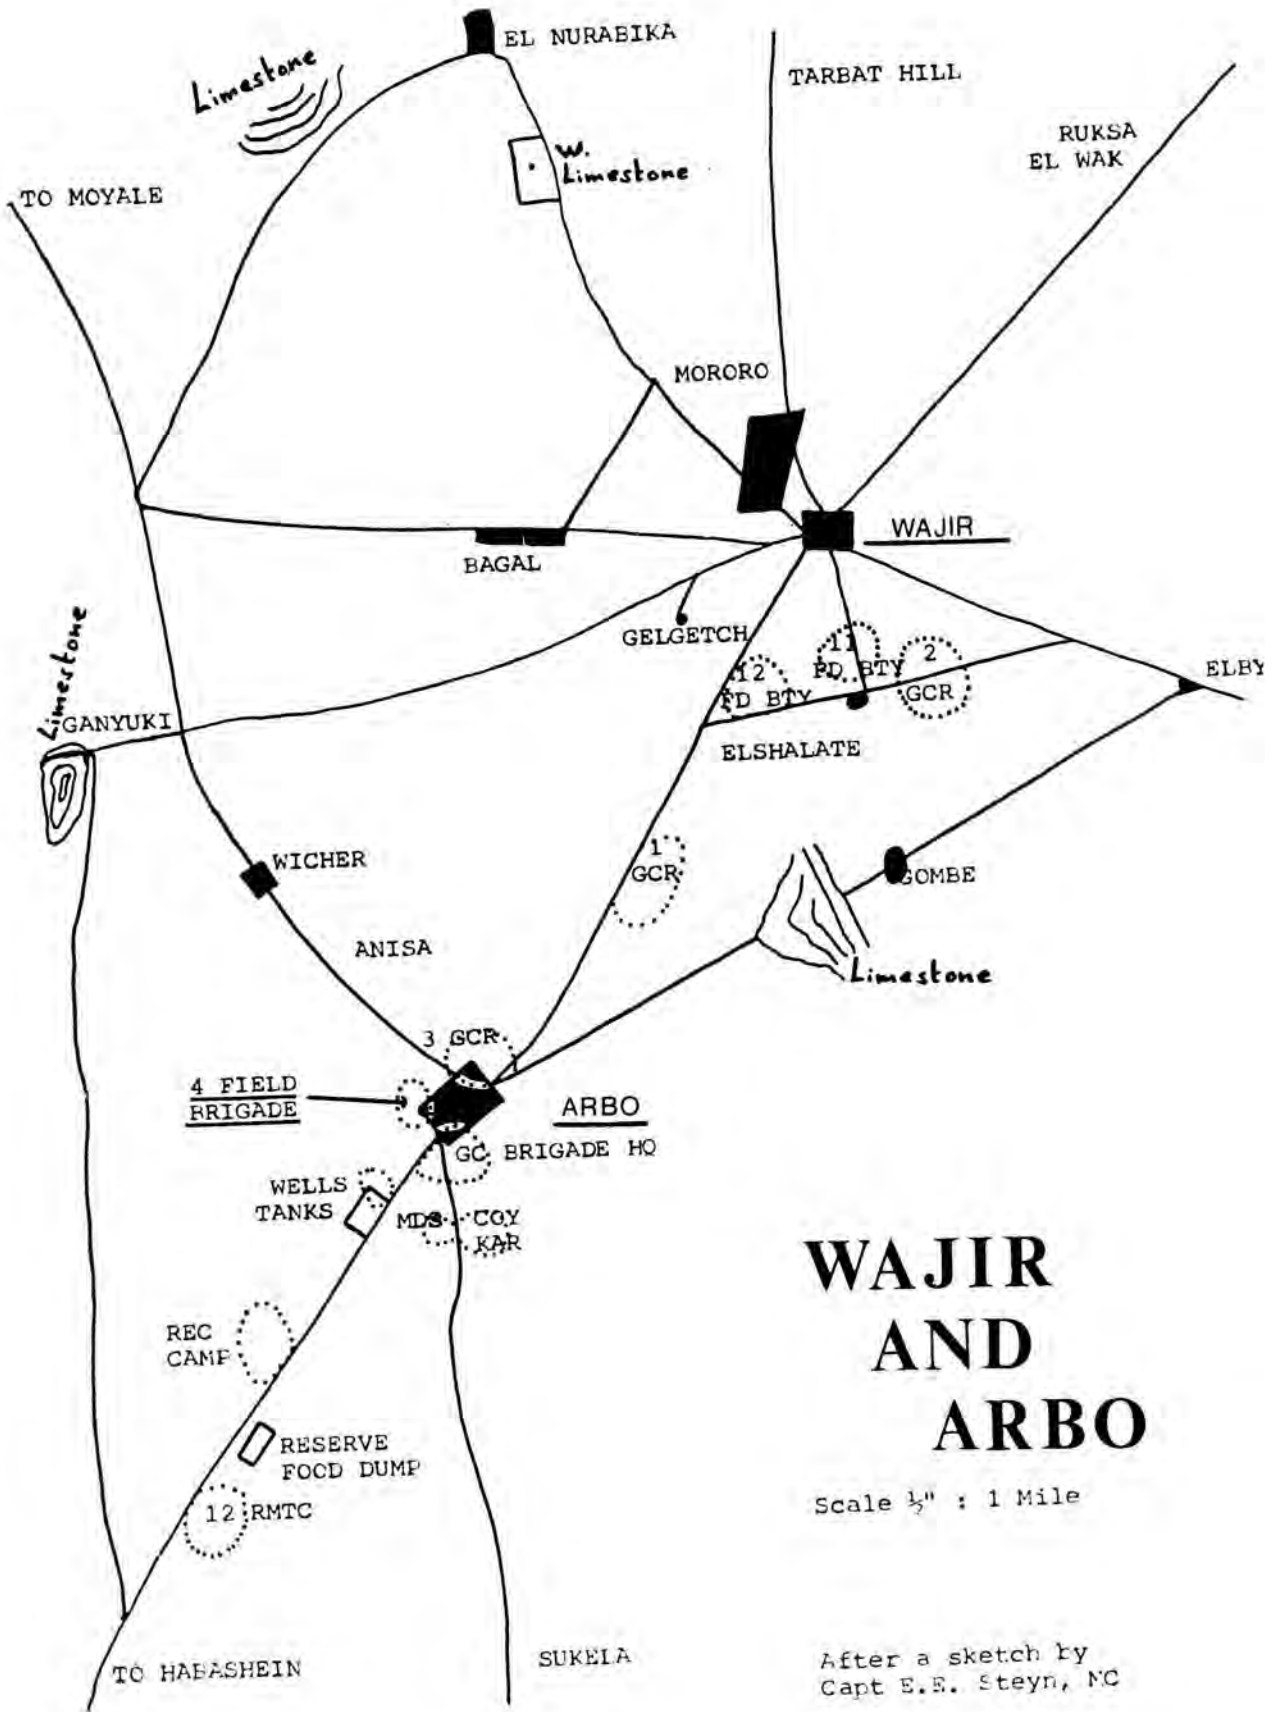 EL NURABIKA
Limestone
TARBAT HILL
RUKSA
EL WAK
W.
Limestone
TO MOYALE
MORORO
WAJIR
BAGAL
GELGETCH
11
FD BTY
2
GCR
12
FD BTY
ELBY
Limestone
GANYUKI
ELSHALATE
1
GCR
WICHER
GOMBE
ANISA
Limestone
3 GCR
4 FIELD
BRIGADE
ARBO
GC BRIGADE HQ
WELLS
TANKS
MDS
COY
KAR
REC
CAMP
RESERVE
FOOD DUMP
12 RMTC
TO HABASHEIN
SUKELA
WAJIR
AND
ARBO
Scale ½" : 1 Mile
After a sketch by
Capt E.E. Steyn, MC